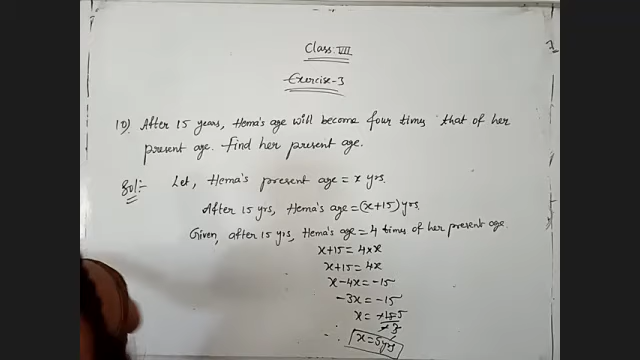 Class: VII
Exercise-3
10). After 15 years, Hema's age will become four times that of her
present age. Find her present age.
Sol:- Let, Hema's present age = x yrs.
After 15 yrs, Hema's age = (x+15) yrs.
Given, after 15 yrs, Hema's age = 4 times of her present age.
x+15 = 4×x
x+15 = 4x
x-4x = -15
-3x = -15
x = -15 5
-3
∴ x = 5 yrs